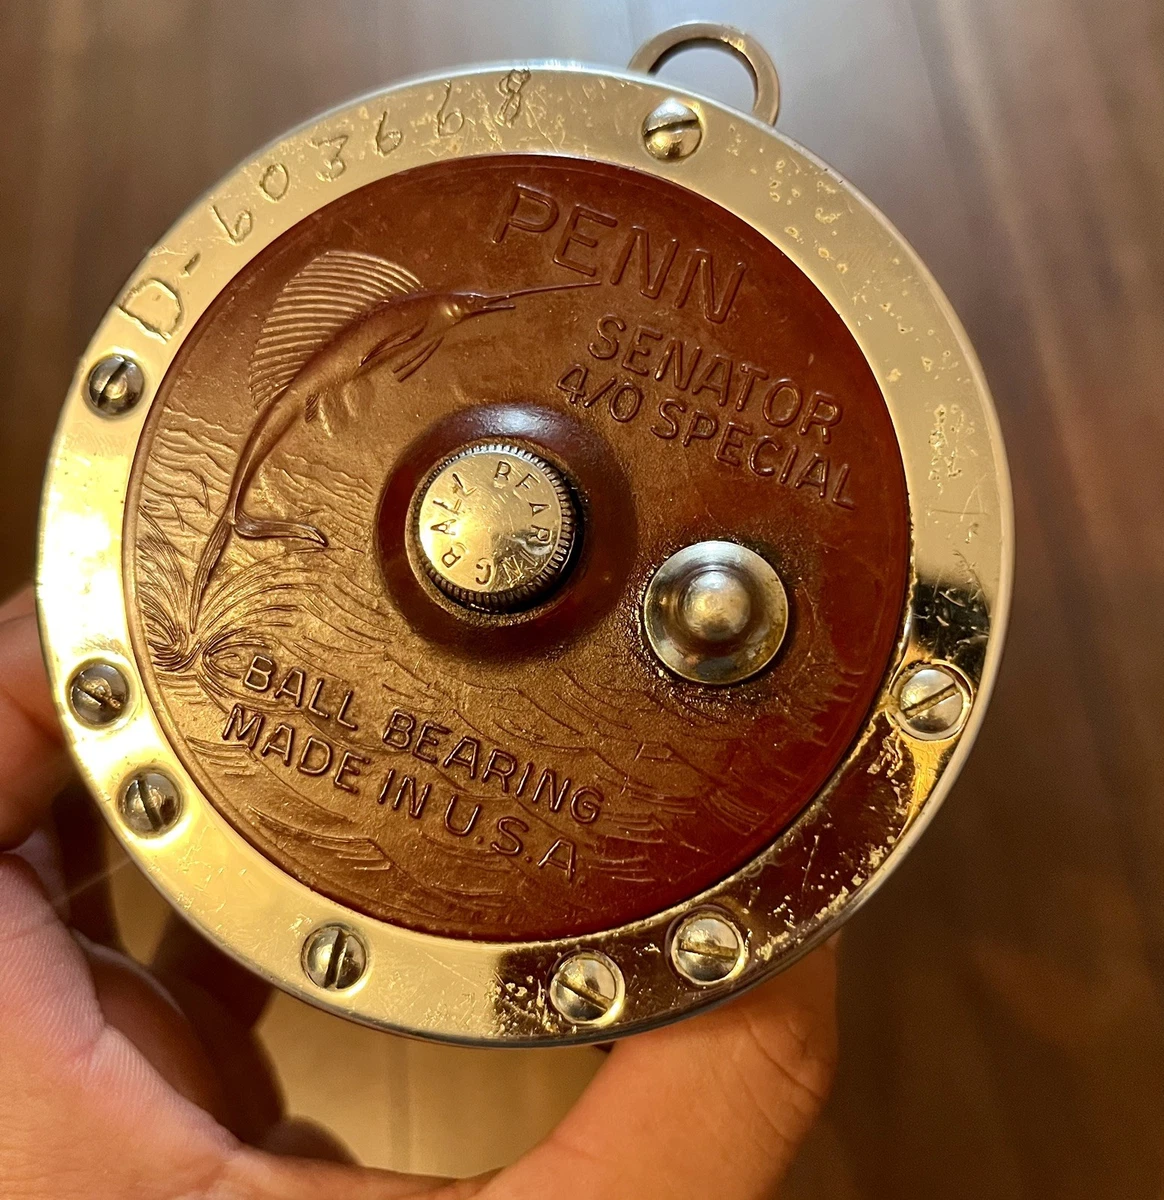 D-603668
PENN
SENATOR
4/0 SPECIAL
BALL BEARING
BALL BEARING
MADE IN U.S.A.